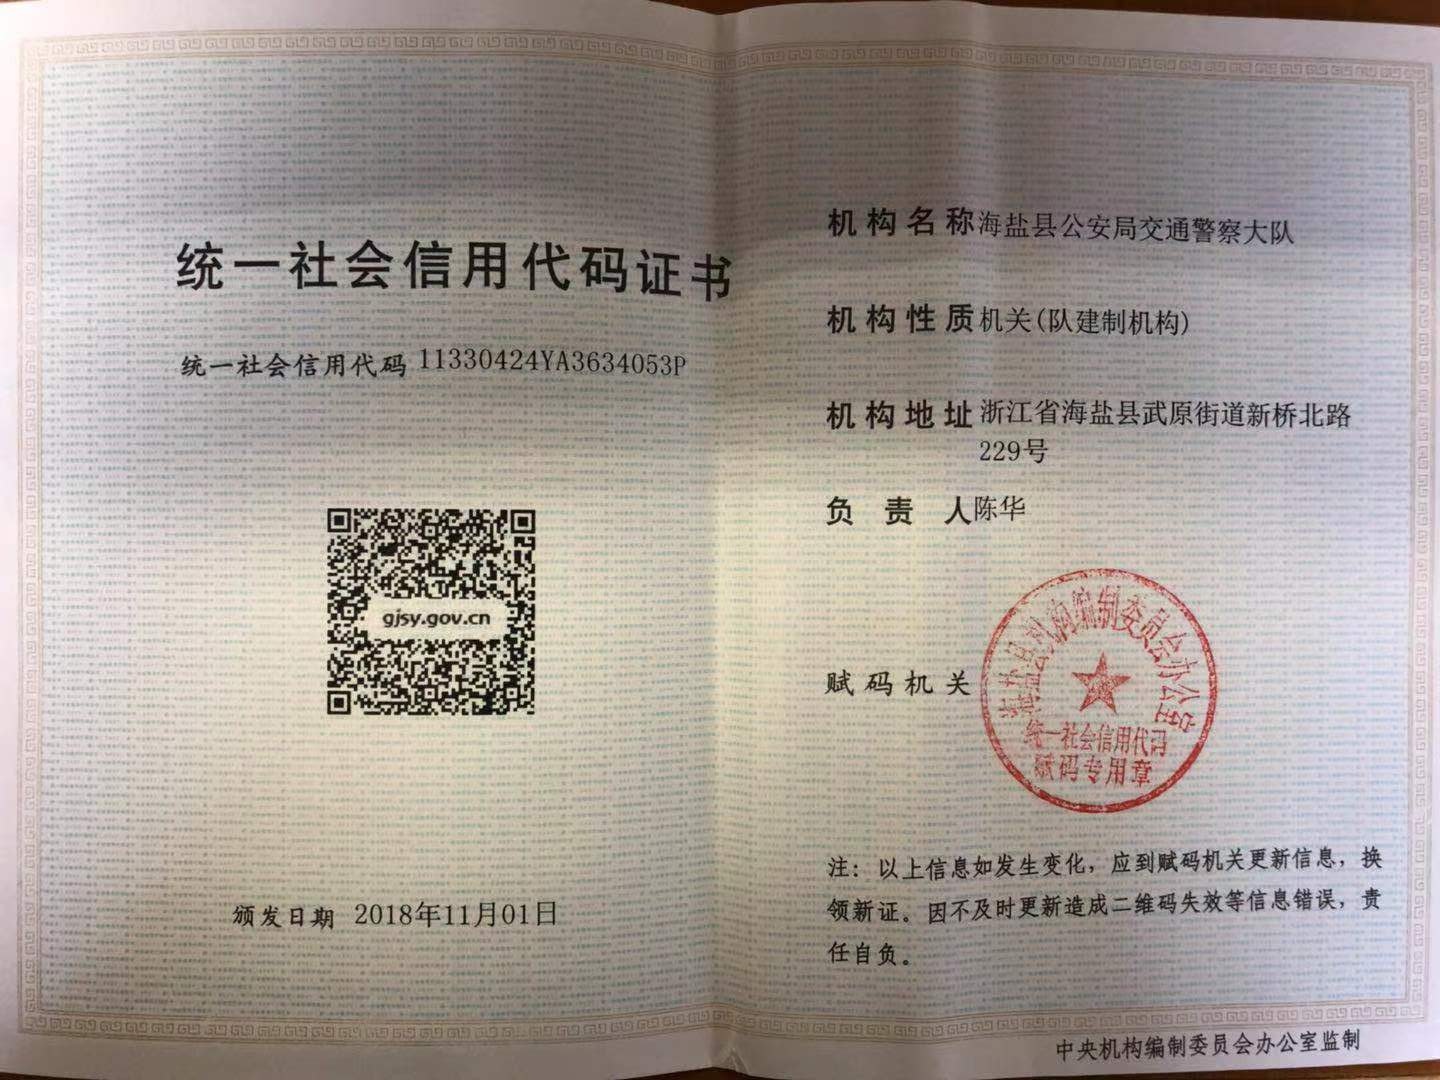 统一社会信用代码证书
统一社会信用代码 11330424YA3634053P
gjsy.gov.cn
颁发日期 2018年11月01日
机构名称 海盐县公安局交通警察大队
机构性质 机关(队建制机构)
机构地址 浙江省海盐县武原街道新桥北路
229号
负责人 陈华
赋码机关
海盐县机构编制委员会办公室
统一社会信用代码
赋码专用章
注：以上信息如发生变化，应到赋码机关更新信息，换
领新证。因不及时更新造成二维码失效等信息错误，责
任自负。
中央机构编制委员会办公室监制